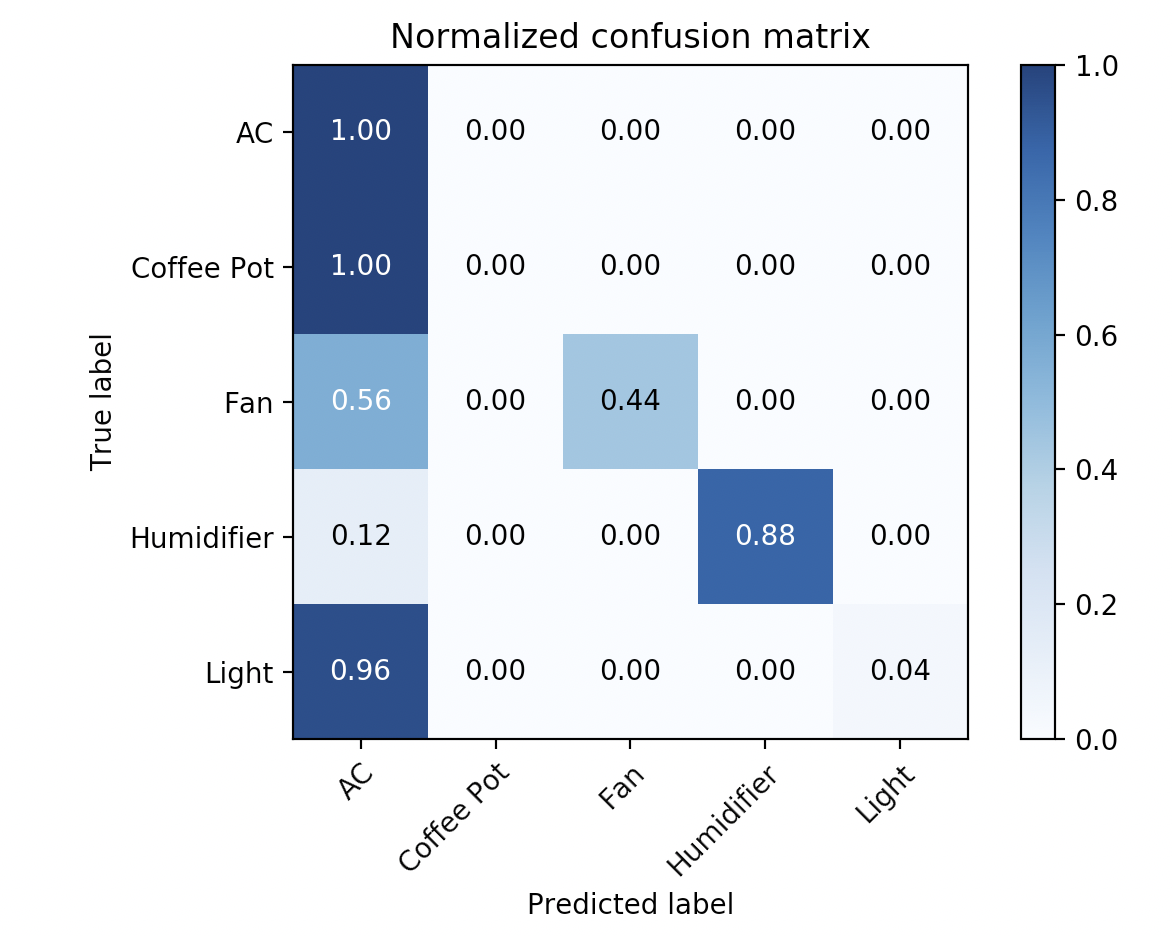 Normalized confusion matrix
AC 1.00 0.00 0.00 0.00 0.00
Coffee Pot 1.00 0.00 0.00 0.00 0.00
Fan 0.56 0.00 0.44 0.00 0.00
Humidifier 0.12 0.00 0.00 0.88 0.00
Light 0.96 0.00 0.00 0.00 0.04
True label
AC
Coffee Pot
Fan
Humidifier
Light
Predicted label
1.0
0.8
0.6
0.4
0.2
0.0